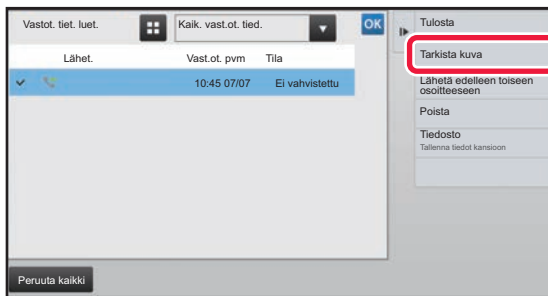 Vastot. tiet. luet.
Kaik. vast.ot. tied.
OK
Lähet.
Vast.ot. pvm
Tila
10:45 07/07
Ei vahvistettu
Tulosta
Tarkista kuva
Lähetä edelleen toiseen
osoitteeseen
Poista
Tiedosto
Tallenna tiedot kansioon
Peruuta kaikki